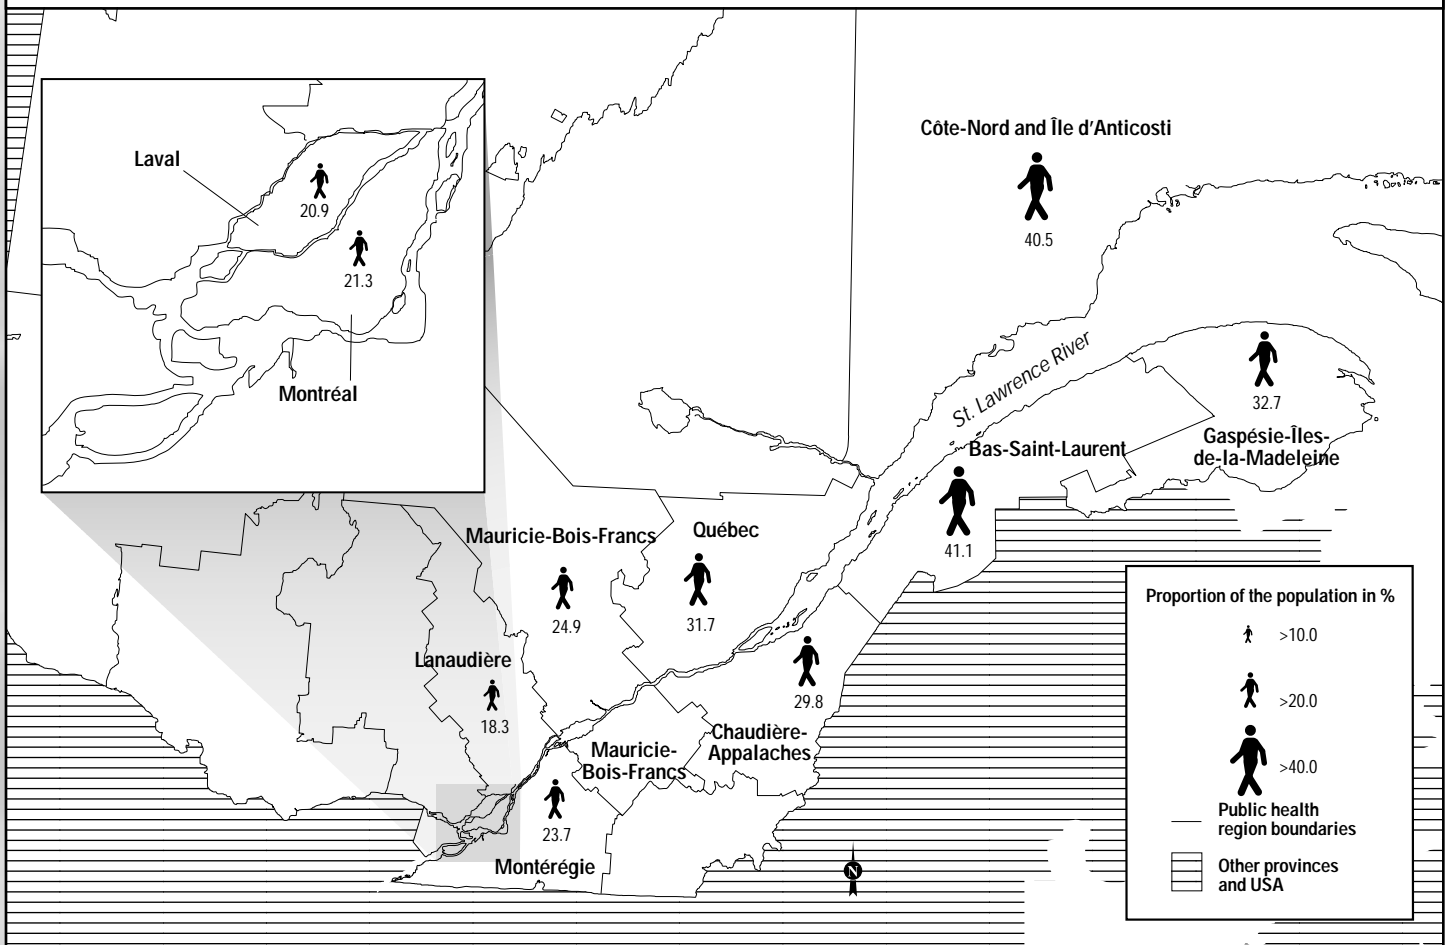 Côte-Nord and Île d'Anticosti
40.5
Laval
20.9
21.3
Montréal
St. Lawrence River
32.7
Gaspésie-Îles-
de-la-Madeleine
Bas-Saint-Laurent
41.1
Mauricie-Bois-Francs
24.9
Québec
31.7
Lanaudière
18.3
29.8
Chaudière-
Appalaches
Mauricie-
Bois-Francs
23.7
Montérégie
N
Proportion of the population in %
>10.0
>20.0
>40.0
Public health
region boundaries
Other provinces
and USA